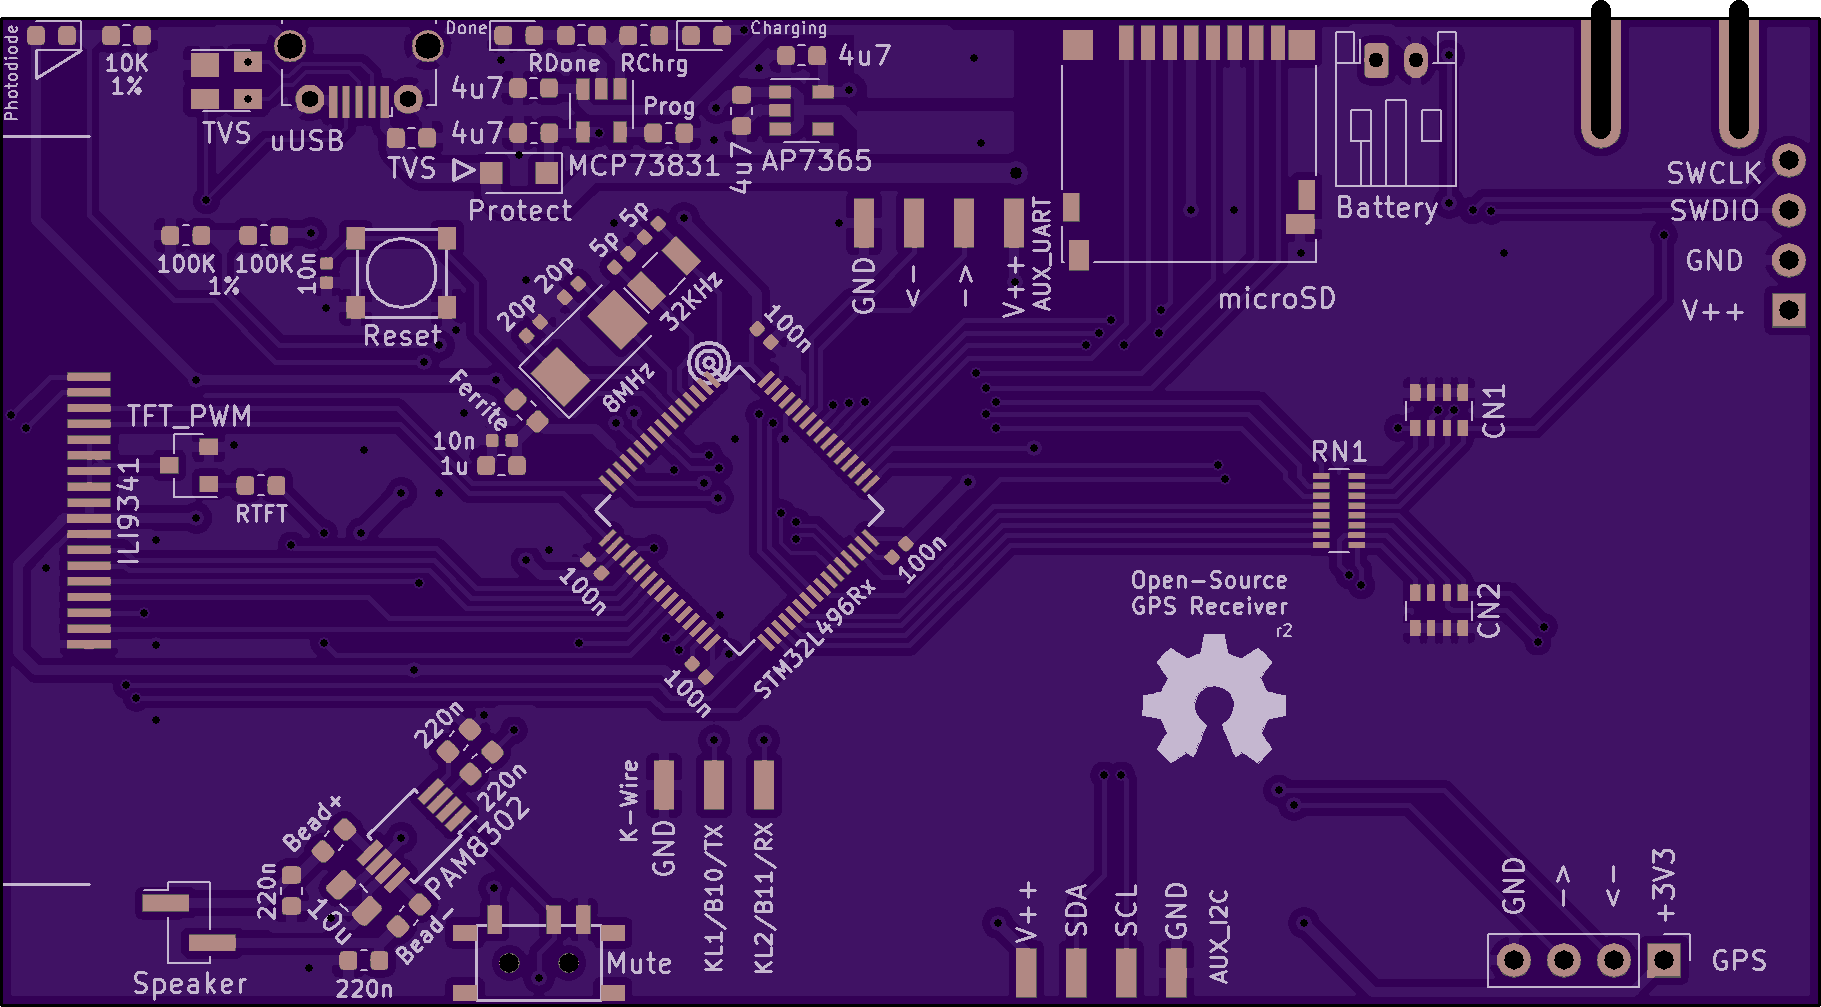 Photodiode
10K
1%
TVS
uUSB
TVS
Done
RDone
RChrg
Charging
4u7
4u7
4u7
Prog
4u7
MCP73831
AP7365
Protect
Battery
SWCLK
SWDIO
GND
V++
100K
100K
1%
10n
Reset
5p
5p
20p
20p
32KHz
8MHz
100n
GND
<-
->
V++
AUX_UART
microSD
TFT_PWM
ILI9341
RTFT
Ferrite
10n
1u
100n
100n
100n
STM32L496Rx
RN1
CN1
CN2
Open-Source
GPS Receiver
r2
220n
220n
PAM8302
Bead+
220n
10u
Bead-
220n
Speaker
Mute
K-Wire
GND
KL1/B10/TX
KL2/B11/RX
V++
SDA
SCL
GND
AUX_I2C
GND
->
<-
+3V3
GPS